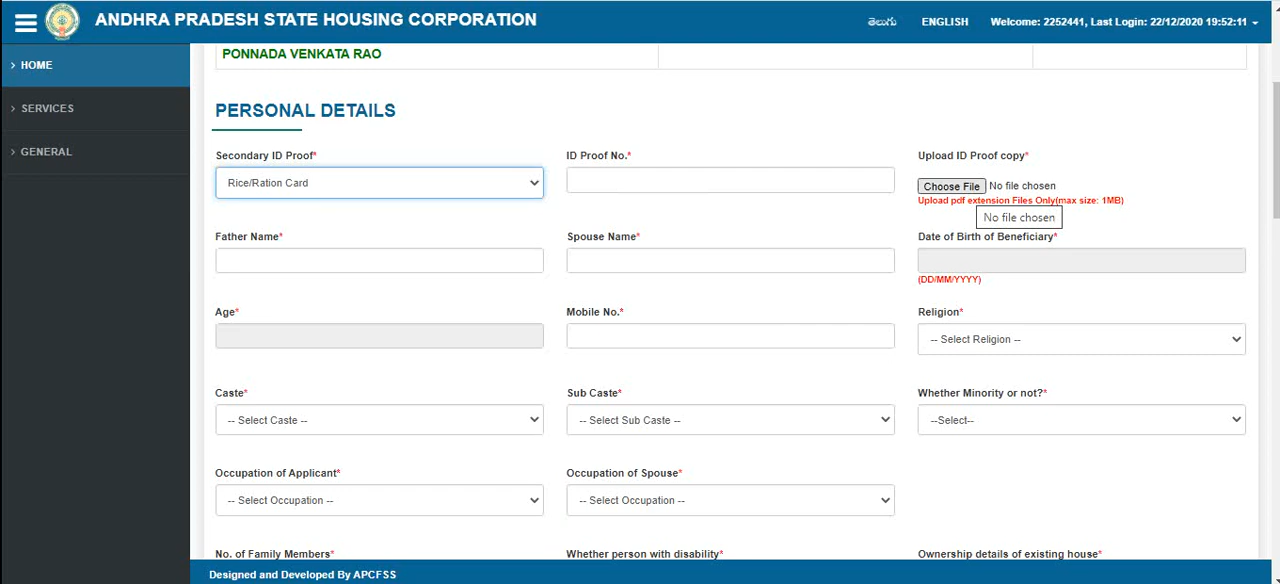 ANDHRA PRADESH STATE HOUSING CORPORATION
తెలుగు ENGLISH Welcome: 2252441, Last Login: 22/12/2020 19:52:11
HOME
SERVICES
GENERAL
PONNADA VENKATA RAO
PERSONAL DETAILS
Secondary ID Proof* ID Proof No.* Upload ID Proof copy*
Rice/Ration Card Choose File No file chosen
Upload pdf extension Files Only(max size: 1MB)
No file chosen
Father Name* Spouse Name* Date of Birth of Beneficiary*
(DD/MM/YYYY)
Age* Mobile No.* Religion*
-- Select Religion --
Caste* Sub Caste* Whether Minority or not?*
-- Select Caste -- -- Select Sub Caste -- --Select--
Occupation of Applicant* Occupation of Spouse*
-- Select Occupation -- -- Select Occupation --
No. of Family Members* Whether person with disability* Ownership details of existing house*
Designed and Developed By APCFSS